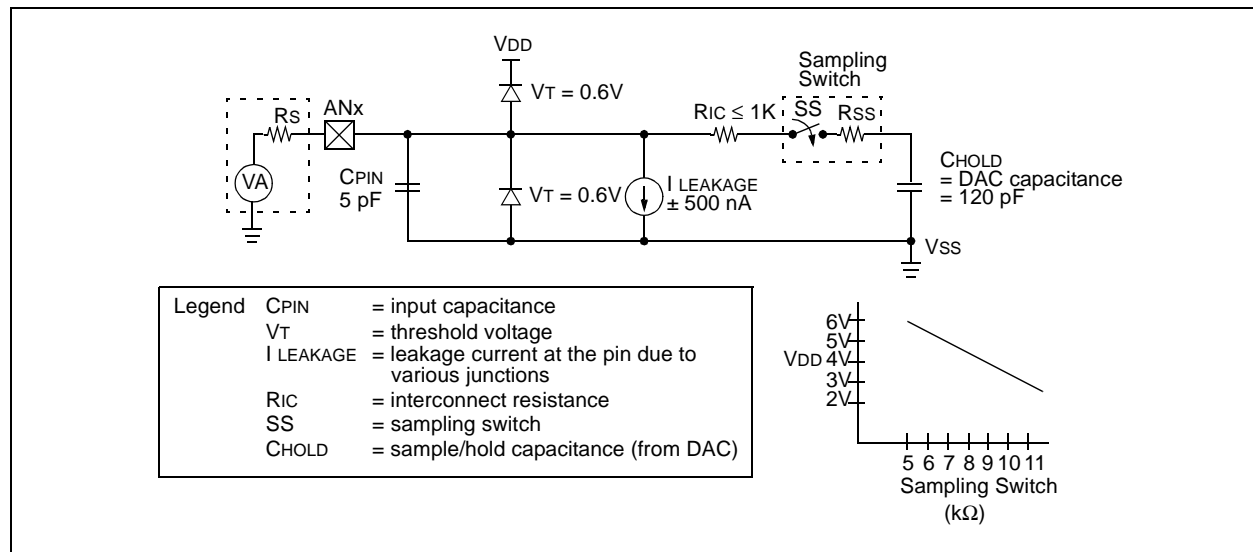 VDD
Sampling
Switch
VT = 0.6V
RIC ≤ 1K
SS
RSS
RS
ANx
VA
CPIN
5 pF
VT = 0.6V
I LEAKAGE
± 500 nA
CHOLD
= DAC capacitance
= 120 pF
VSS
Legend CPIN = input capacitance
VT = threshold voltage
I LEAKAGE = leakage current at the pin due to
various junctions
RIC = interconnect resistance
SS = sampling switch
CHOLD = sample/hold capacitance (from DAC)
6V
5V
VDD 4V
3V
2V
5 6 7 8 9 10 11
Sampling Switch
(kΩ)